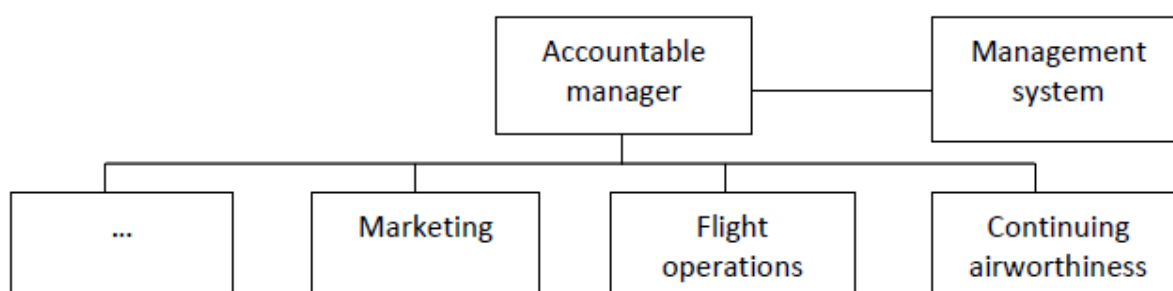 Accountable
manager
Management
system
...
Marketing
Flight
operations
Continuing
airworthiness